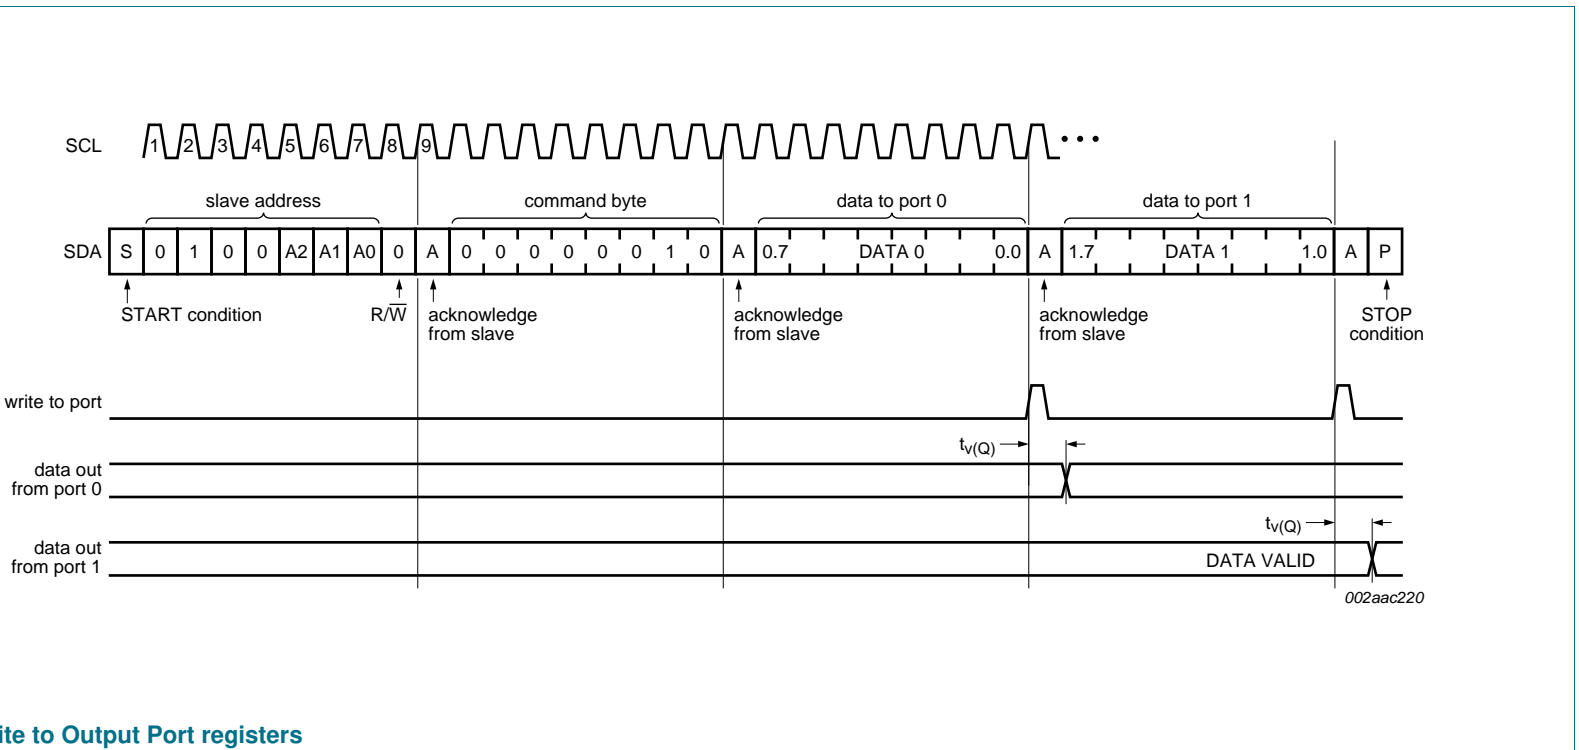 SCL 1 2 3 4 5 6 7 8 9 • • •
slave address command byte data to port 0 data to port 1
SDA S 0 1 0 0 A2 A1 A0 0 A 0 0 0 0 0 0 1 0 A 0.7 DATA 0 0.0 A 1.7 DATA 1 1.0 A P
START condition R/W̅ acknowledge acknowledge acknowledge STOP
from slave from slave from slave condition
write to port
tv(Q)
data out
from port 0
tv(Q)
data out
from port 1 DATA VALID
002aac220
ite to Output Port registers